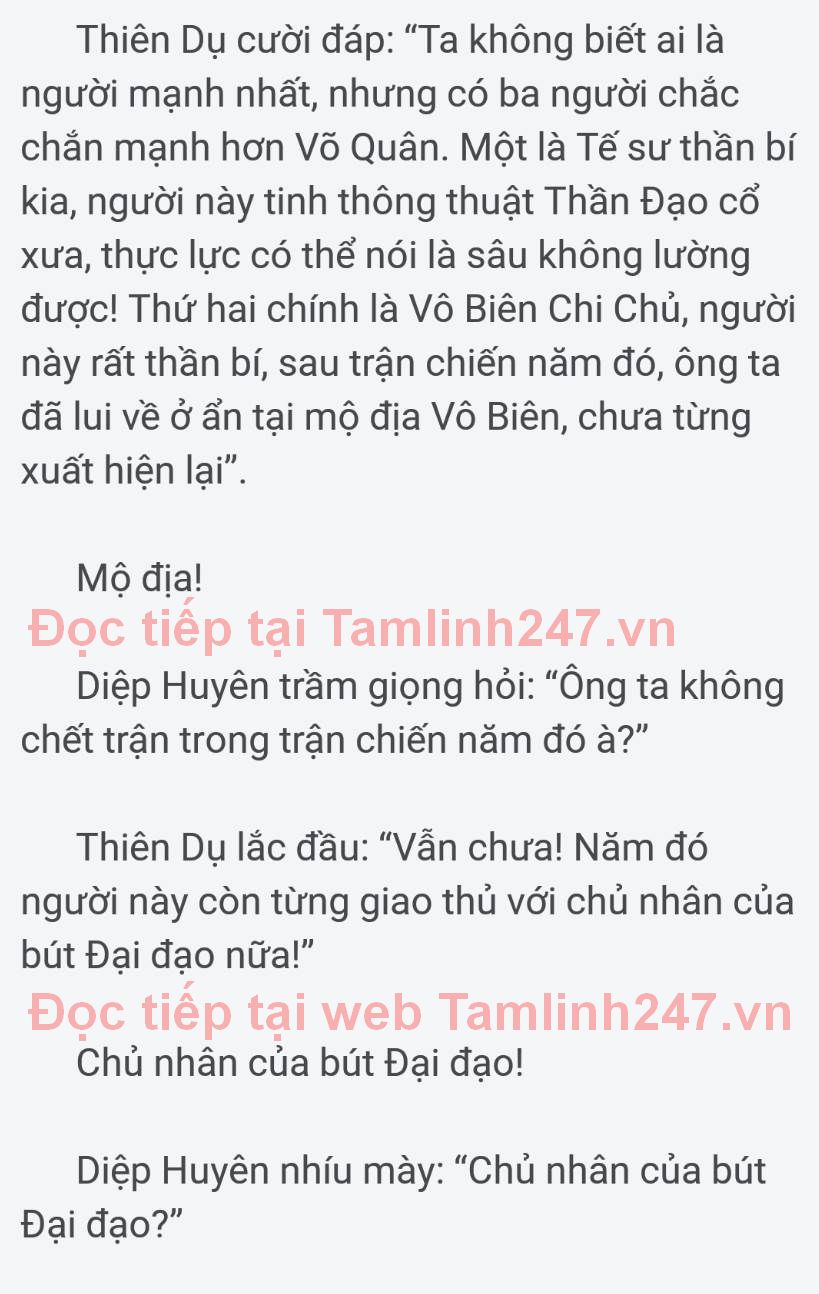 Thiên Dụ cười đáp: “Ta không biết ai là
người mạnh nhất, nhưng có ba người chắc
chắn mạnh hơn Võ Quân. Một là Tế sư thần bí
kia, người này tinh thông thuật Thần Đạo cổ
xưa, thực lực có thể nói là sâu không lường
được! Thứ hai chính là Vô Biên Chi Chủ, người
này rất thần bí, sau trận chiến năm đó, ông ta
đã lui về ở ẩn tại mộ địa Vô Biên, chưa từng
xuất hiện lại”.
Mộ địa!
Đọc tiếp tại Tamlinh247.vn
Diệp Huyên trầm giọng hỏi: “Ông ta không
chết trận trong trận chiến năm đó à?”
Thiên Dụ lắc đầu: “Vẫn chưa! Năm đó
người này còn từng giao thủ với chủ nhân của
bút Đại đạo nữa!”
Đọc tiếp tại web Tamlinh247.vn
Chủ nhân của bút Đại đạo!
Diệp Huyên nhíu mày: “Chủ nhân của bút
Đại đạo?”